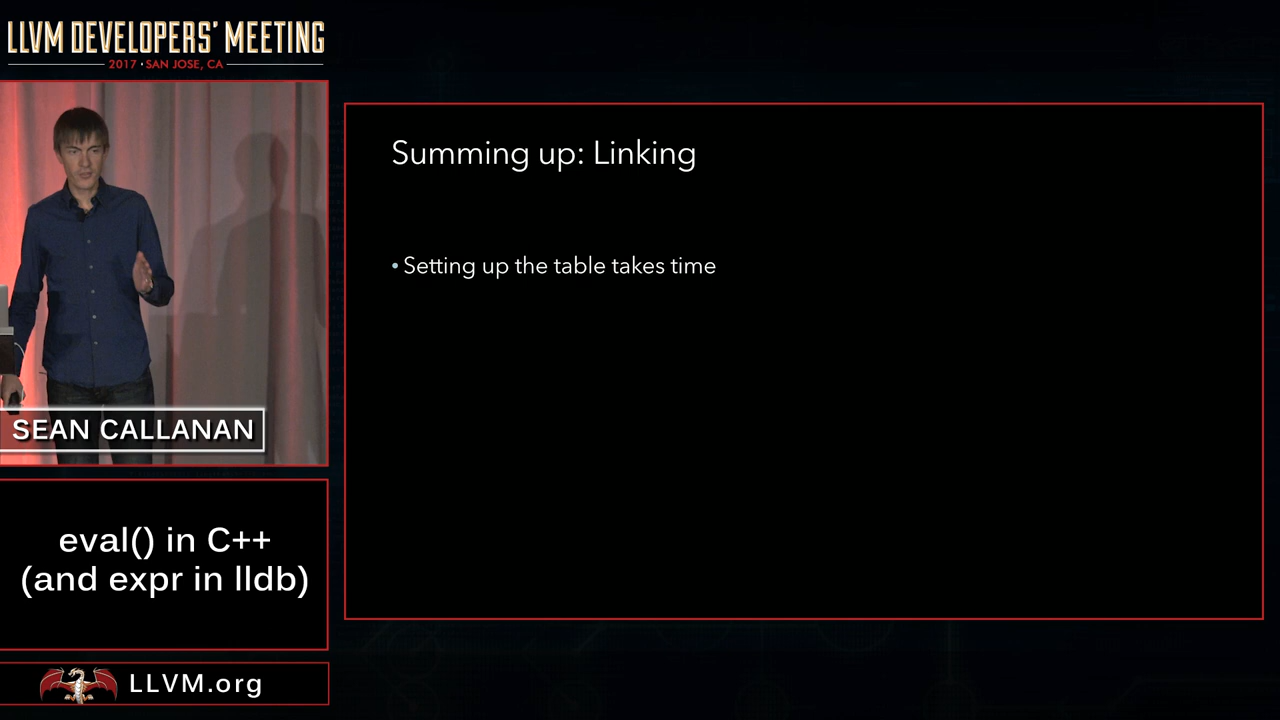 LLVM DEVELOPERS' MEETING
2017 · SAN JOSE, CA
SEAN CALLANAN
eval() in C++
(and expr in lldb)
LLVM.org
Summing up: Linking
• Setting up the table takes time